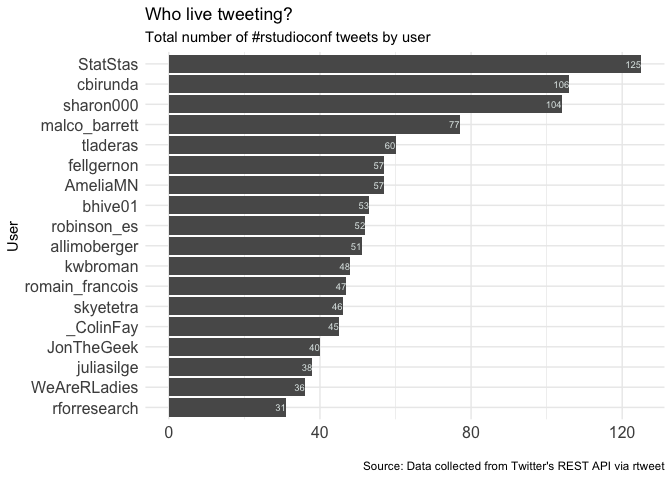 Who live tweeting?
Total number of #rstudioconf tweets by user
User
StatStas 125
cbirunda 106
sharon000 104
malco_barrett 77
tladeras 60
fellgernon 57
AmeliaMN 57
bhive01 53
robinson_es 52
allimoberger 51
kwbroman 48
romain_francois 47
skyetetra 46
_ColinFay 45
JonTheGeek 40
juliasilge 38
WeAreRLadies 36
rforresearch 31
0 40 80 120
Source: Data collected from Twitter's REST API via rtweet